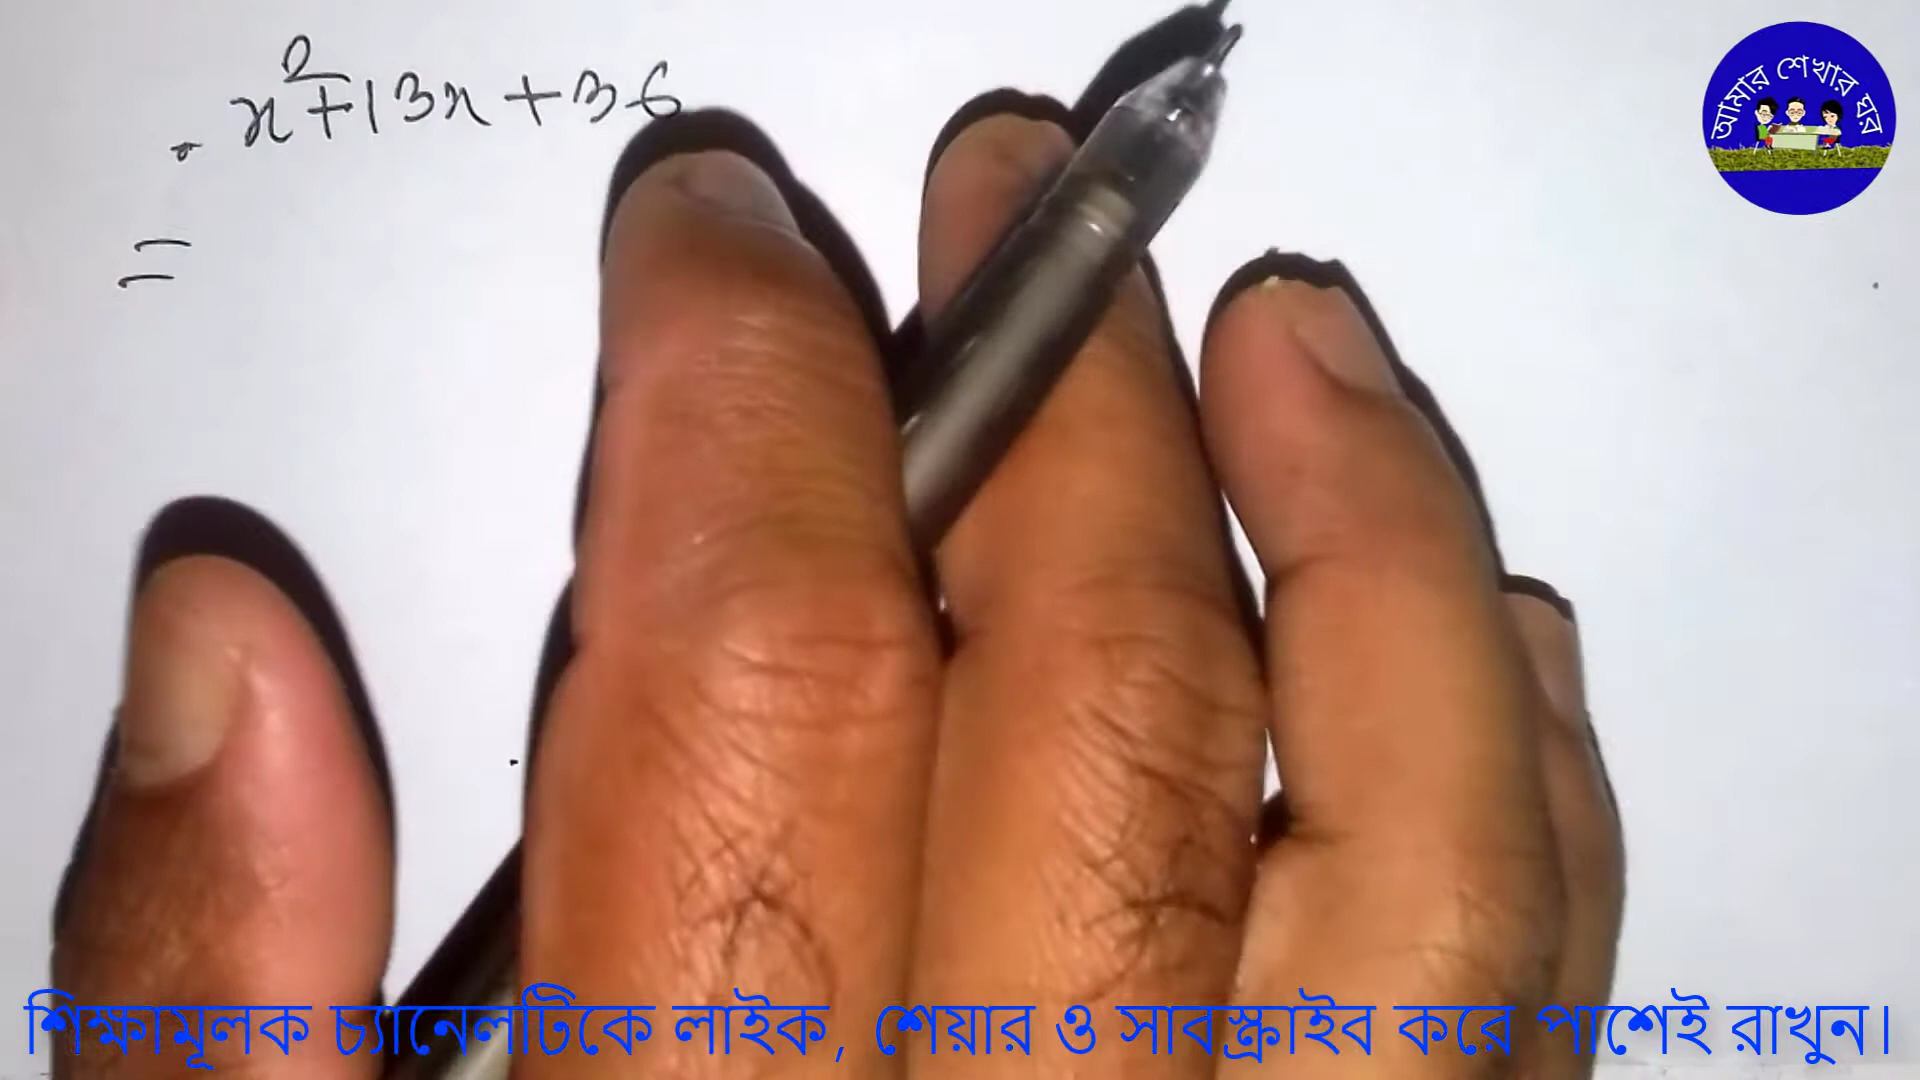 x²+13x+36
=
আমার শেখার ঘর
শিক্ষামূলক চ্যানেলটিকে লাইক, শেয়ার ও সাবস্ক্রাইব করে পাশেই রাখুন।